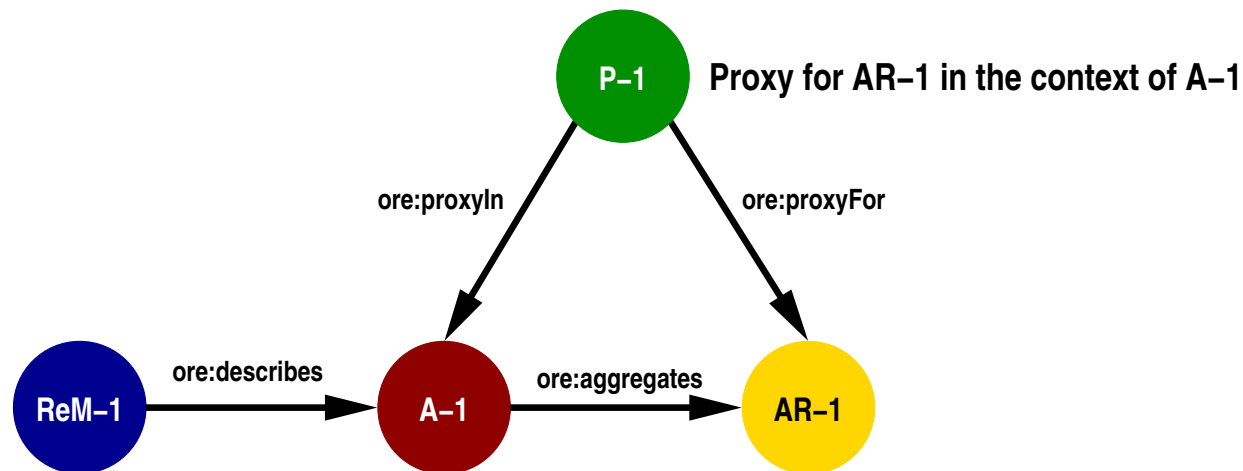 P−1
Proxy for AR−1 in the context of A−1
ore:proxyIn
ore:proxyFor
ore:describes
ore:aggregates
ReM−1
A−1
AR−1